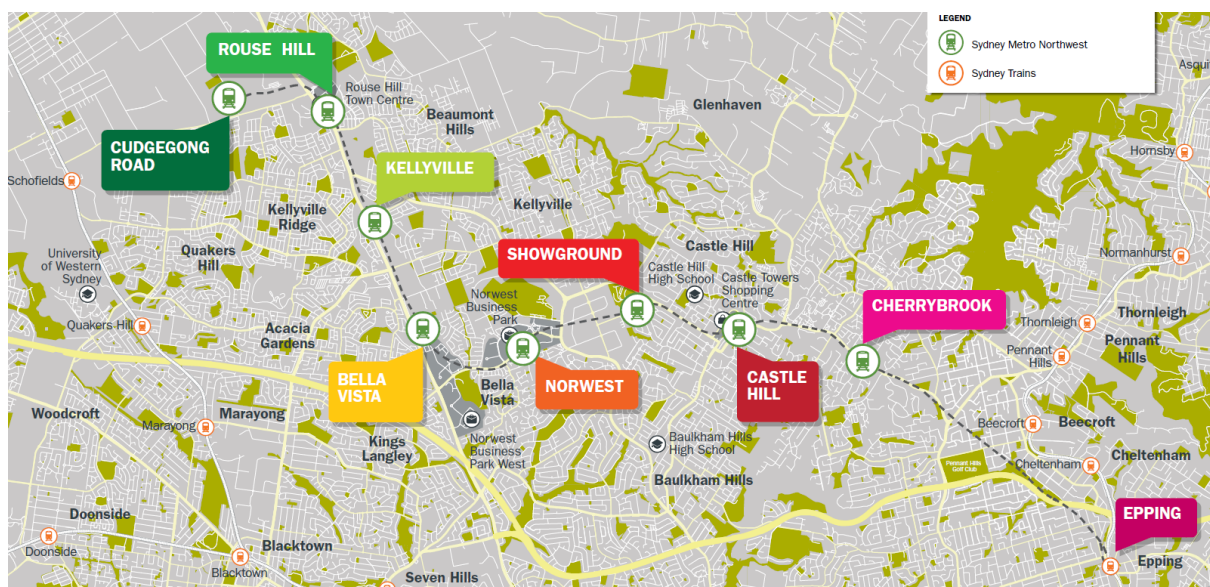 LEGEND
Sydney Metro Northwest
Sydney Trains
ROUSE HILL
Rouse Hill
Town Centre
Beaumont
Hills
Glenhaven
CUDGEGONG
ROAD
Hornsby
KELLYVILLE
Schofields
Kellyville
Ridge
Kellyville
Quakers
Hill
University
of Western
Sydney
SHOWGROUND
Castle Hill
Castle Hill
High School
Castle Towers
Shopping
Centre
Normanhurst
Norwest
Business
Park
CHERRYBROOK
Quakers Hill
Acacia
Gardens
Thornleigh
Thornleigh
Pennant
Hills
Pennant
Hills
BELLA
VISTA
Bella
Vista
NORWEST
CASTLE
HILL
Woodcroft
Marayong
Marayong
Kings
Langley
Norwest
Business
Park West
Baulkham Hills
High School
Baulkham Hills
Beecroft
Beecroft
Cheltenham
Cheltenham
Pennant Hills
Golf Club
EPPING
Doonside
Doonside
Blacktown
Blacktown
Seven Hills
Epping